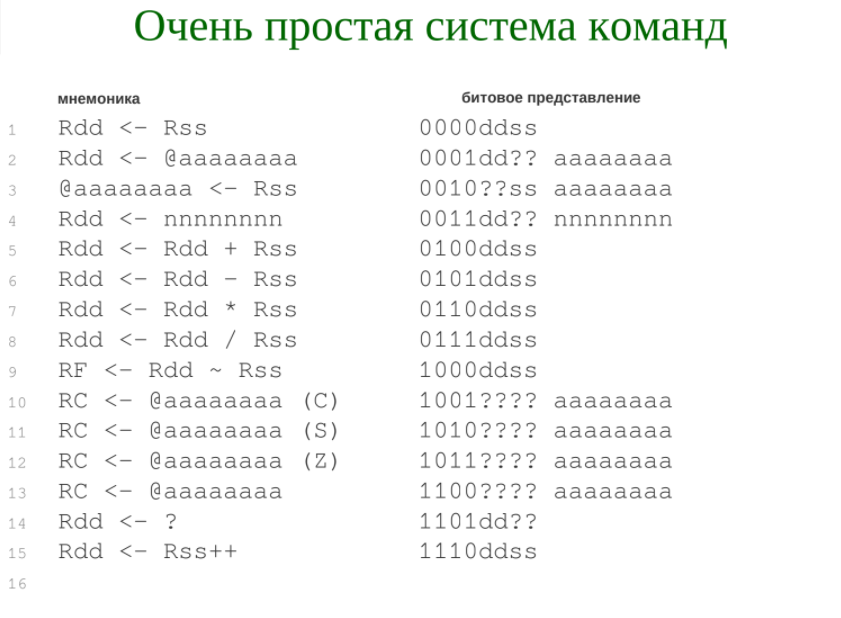 Очень простая система команд
мнемоника битовое представление
1 Rdd <- Rss 0000ddss
2 Rdd <- @aaaaaaaa 0001dd?? aaaaaaaa
3 @aaaaaaaa <- Rss 0010??ss aaaaaaaa
4 Rdd <- nnnnnnnn 0011dd?? nnnnnnnn
5 Rdd <- Rdd + Rss 0100ddss
6 Rdd <- Rdd - Rss 0101ddss
7 Rdd <- Rdd * Rss 0110ddss
8 Rdd <- Rdd / Rss 0111ddss
9 RF <- Rdd ~ Rss 1000ddss
10 RC <- @aaaaaaaa (C) 1001???? aaaaaaaa
11 RC <- @aaaaaaaa (S) 1010???? aaaaaaaa
12 RC <- @aaaaaaaa (Z) 1011???? aaaaaaaa
13 RC <- @aaaaaaaa 1100???? aaaaaaaa
14 Rdd <- ? 1101dd??
15 Rdd <- Rss++ 1110ddss
16